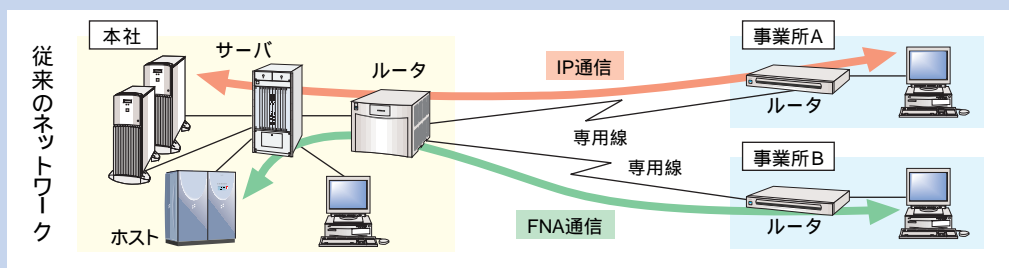 従来のネットワーク
本社
サーバ
ルータ
ホスト
IP通信
専用線
専用線
FNA通信
事業所A
ルータ
事業所B
ルータ